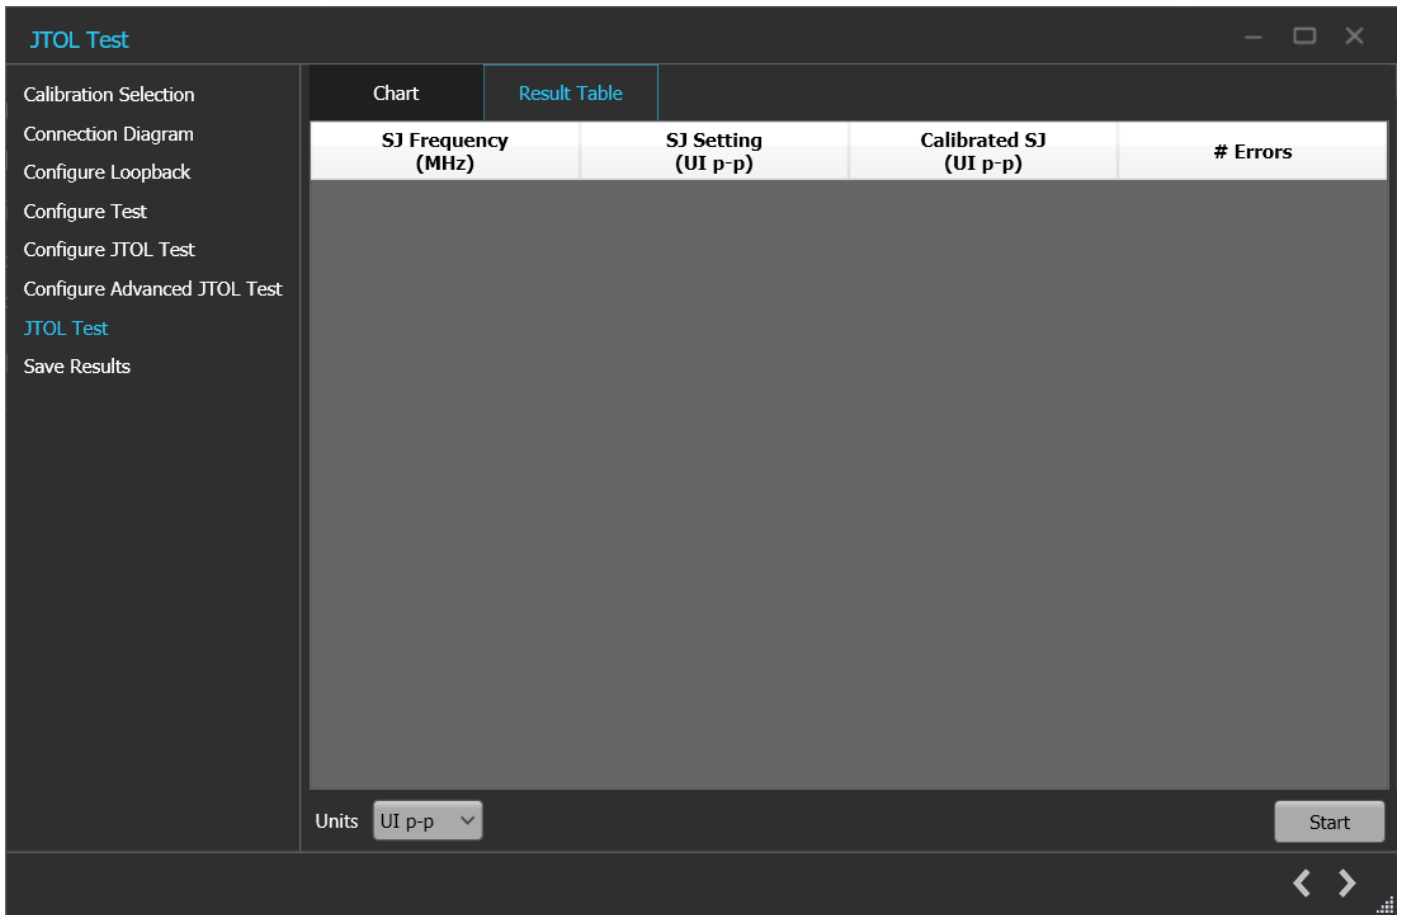 JTOL Test
Calibration Selection
Connection Diagram
Configure Loopback
Configure Test
Configure JTOL Test
Configure Advanced JTOL Test
JTOL Test
Save Results
Chart
Result Table
SJ Frequency
(MHz)
SJ Setting
(UI p-p)
Calibrated SJ
(UI p-p)
# Errors
Units
UI p-p
Start